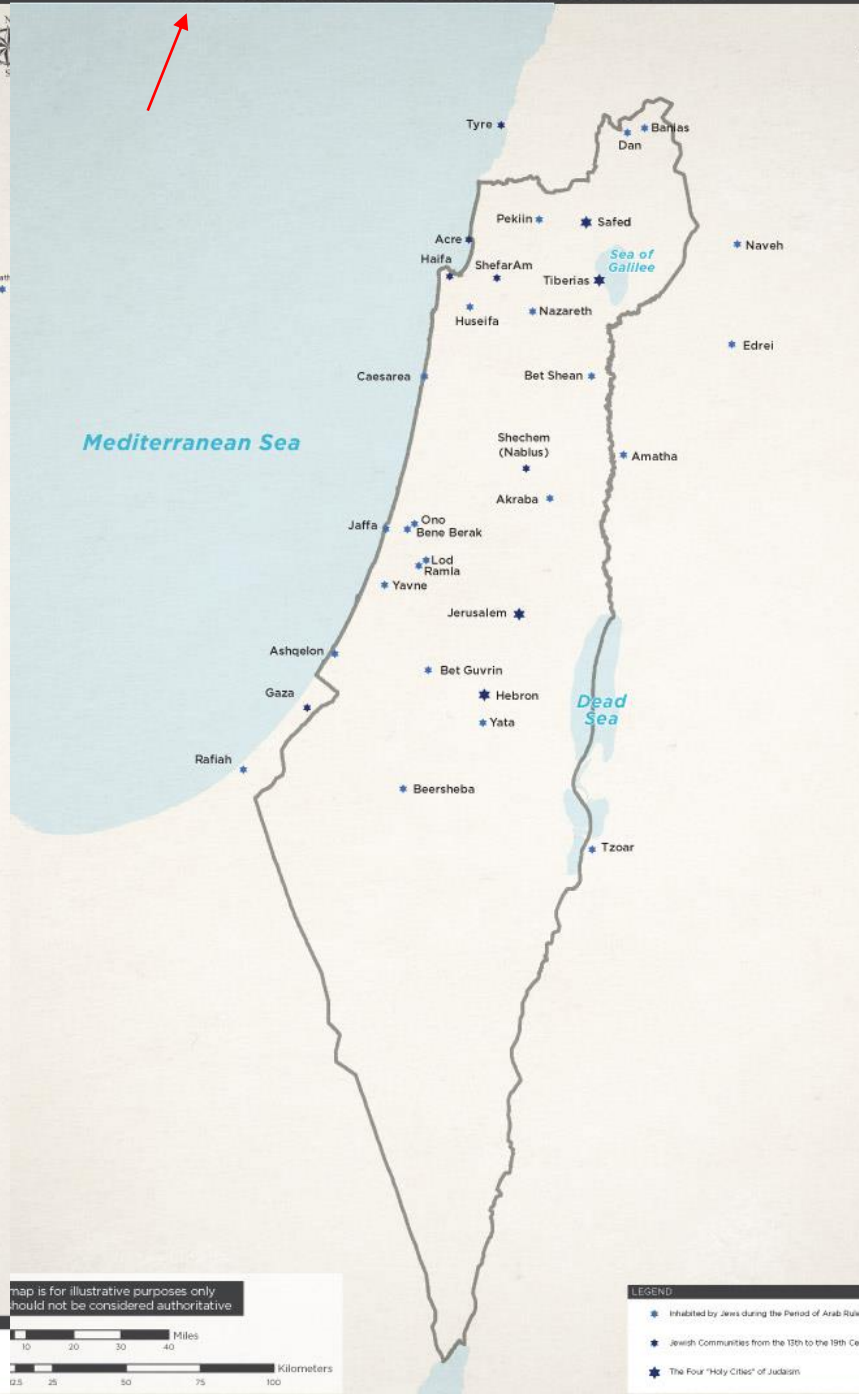 N
S
Tyre
Banias
Dan
Pekiin
Safed
Acre
Naveh
Sea of
Galilee
Haifa
ShefarAm
Tiberias
Huseifa
Nazareth
Edrei
Caesarea
Bet Shean
Mediterranean Sea
Shechem
(Nablus)
Amatha
Akraba
Jaffa
Ono
Bene Berak
Lod
Ramla
Yavne
Jerusalem
Ashqelon
Bet Guvrin
Gaza
Hebron
Dead
Sea
Yata
Rafiah
Beersheba
Tzoar
map is for illustrative purposes only
should not be considered authoritative
Miles
10 20 30 40
Kilometers
12.5 25 50 75 100
LEGEND
Inhabited by Jews during the Period of Arab Rule
Jewish Communities from the 13th to the 19th Ce
The Four "Holy Cities" of Judaism